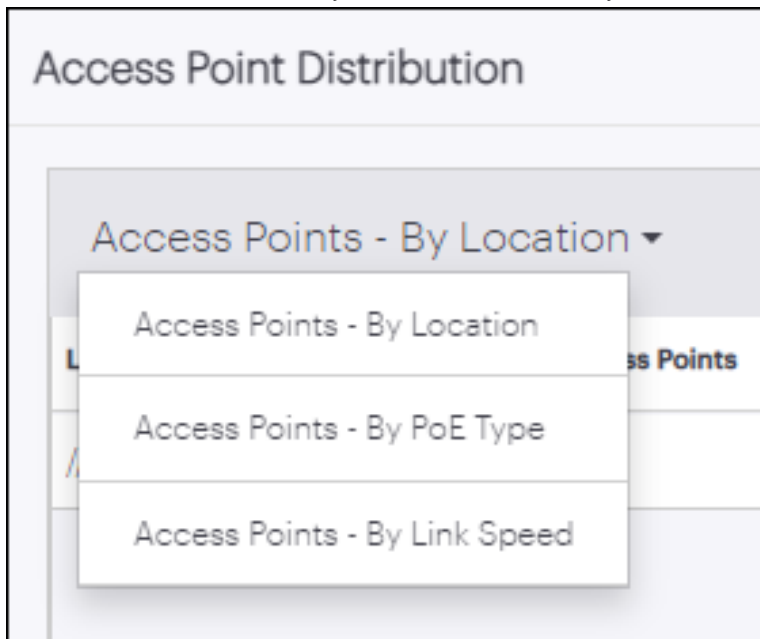 Access Point Distribution
Access Points - By Location
Access Points - By Location
Points
Access Points - By PoE Type
Access Points - By Link Speed